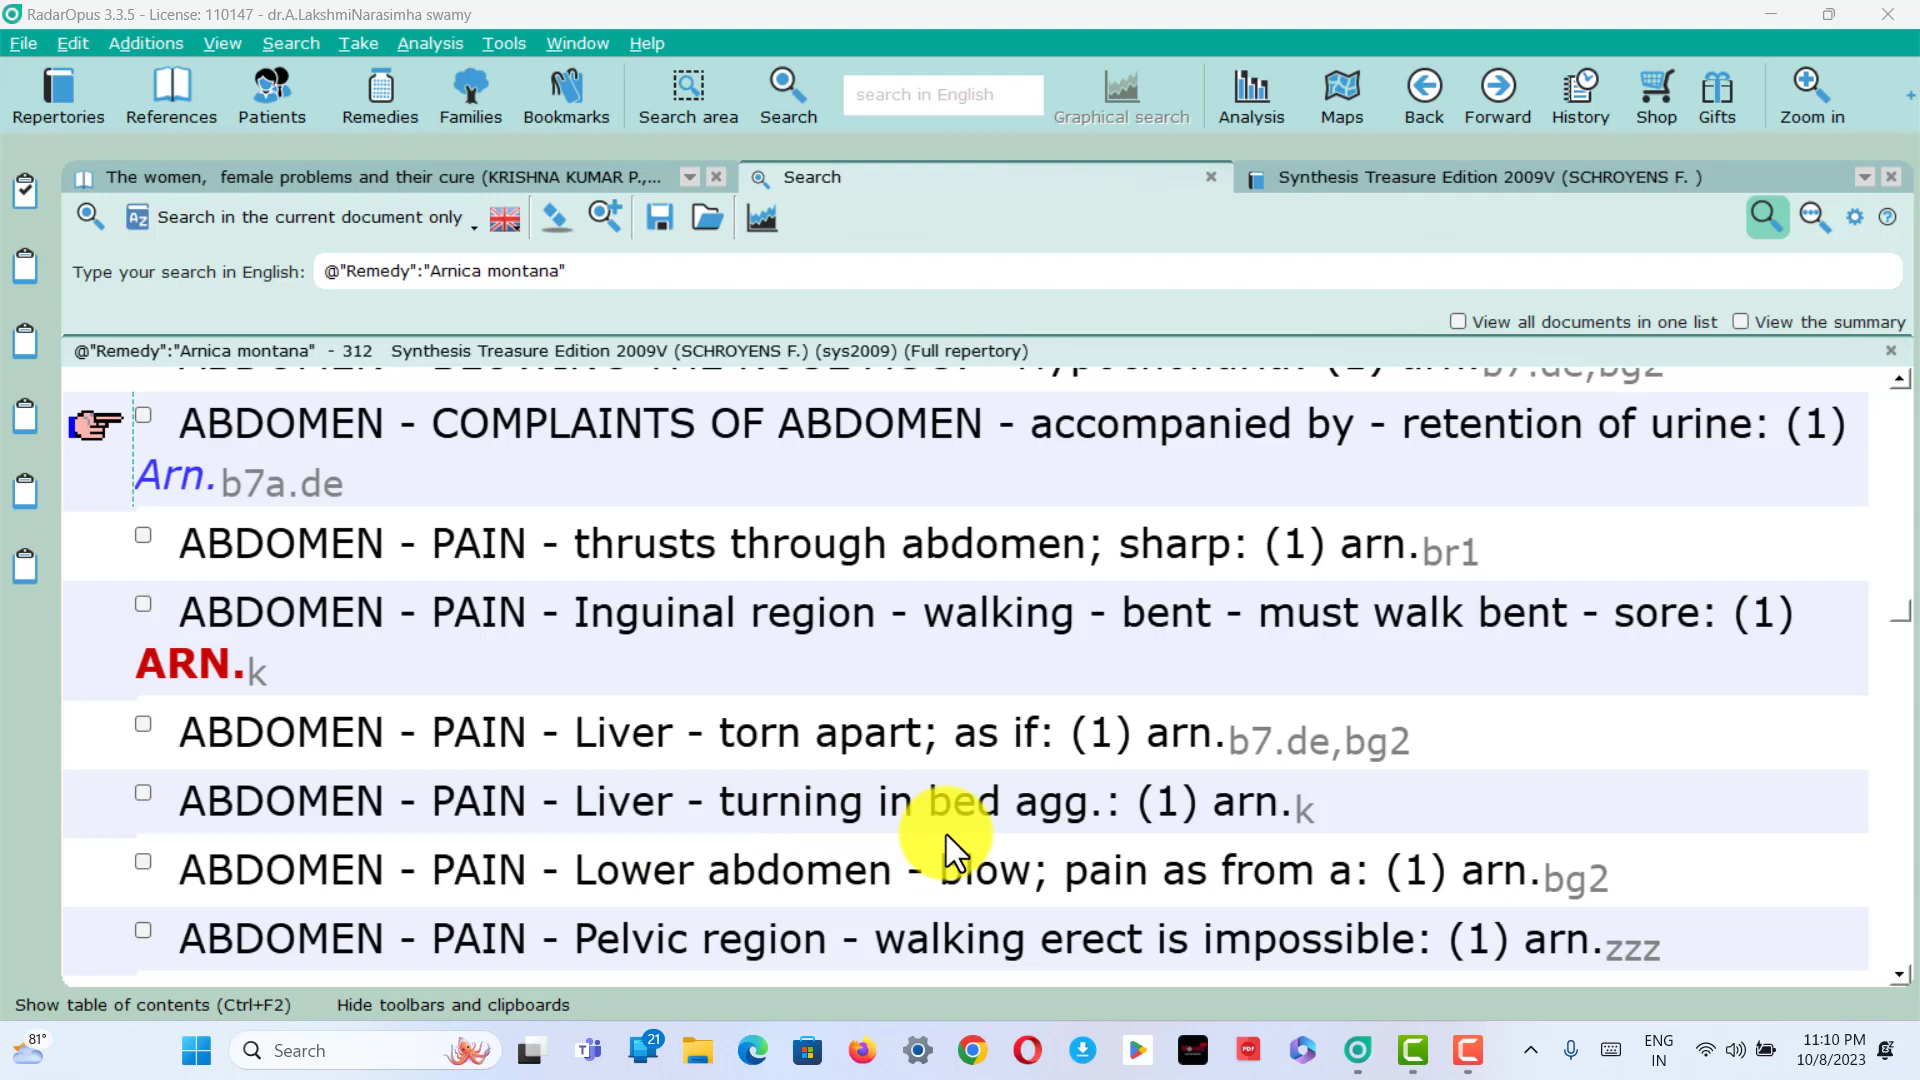 RadarOpus 3.3.5 - License: 110147 - dr.A.LakshmiNarasimha swamy
File Edit Additions View Search Take Analysis Tools Window Help
Repertories References Patients Remedies Families Bookmarks Search area Search search in English Graphical search Analysis Maps Back Forward History Shop Gifts Zoom in
The women, female problems and their cure (KRISHNA KUMAR P.,... Search Synthesis Treasure Edition 2009V (SCHROYENS F. )
Search in the current document only
Type your search in English: @"Remedy":"Arnica montana"
View all documents in one list View the summary
@"Remedy":"Arnica montana" - 312 Synthesis Treasure Edition 2009V (SCHROYENS F.) (sys2009) (Full repertory)
ABDOMEN - COMPLAINTS OF ABDOMEN - accompanied by - retention of urine: (1)
Arn.b7a.de
ABDOMEN - PAIN - thrusts through abdomen; sharp: (1) arn.br1
ABDOMEN - PAIN - Inguinal region - walking - bent - must walk bent - sore: (1)
ARN.k
ABDOMEN - PAIN - Liver - torn apart; as if: (1) arn.b7.de,bg2
ABDOMEN - PAIN - Liver - turning in bed agg.: (1) arn.k
ABDOMEN - PAIN - Lower abdomen - blow; pain as from a: (1) arn.bg2
ABDOMEN - PAIN - Pelvic region - walking erect is impossible: (1) arn.zzz
Show table of contents (Ctrl+F2) Hide toolbars and clipboards
81° Search 21 ENG 11:10 PM
IN 10/8/2023